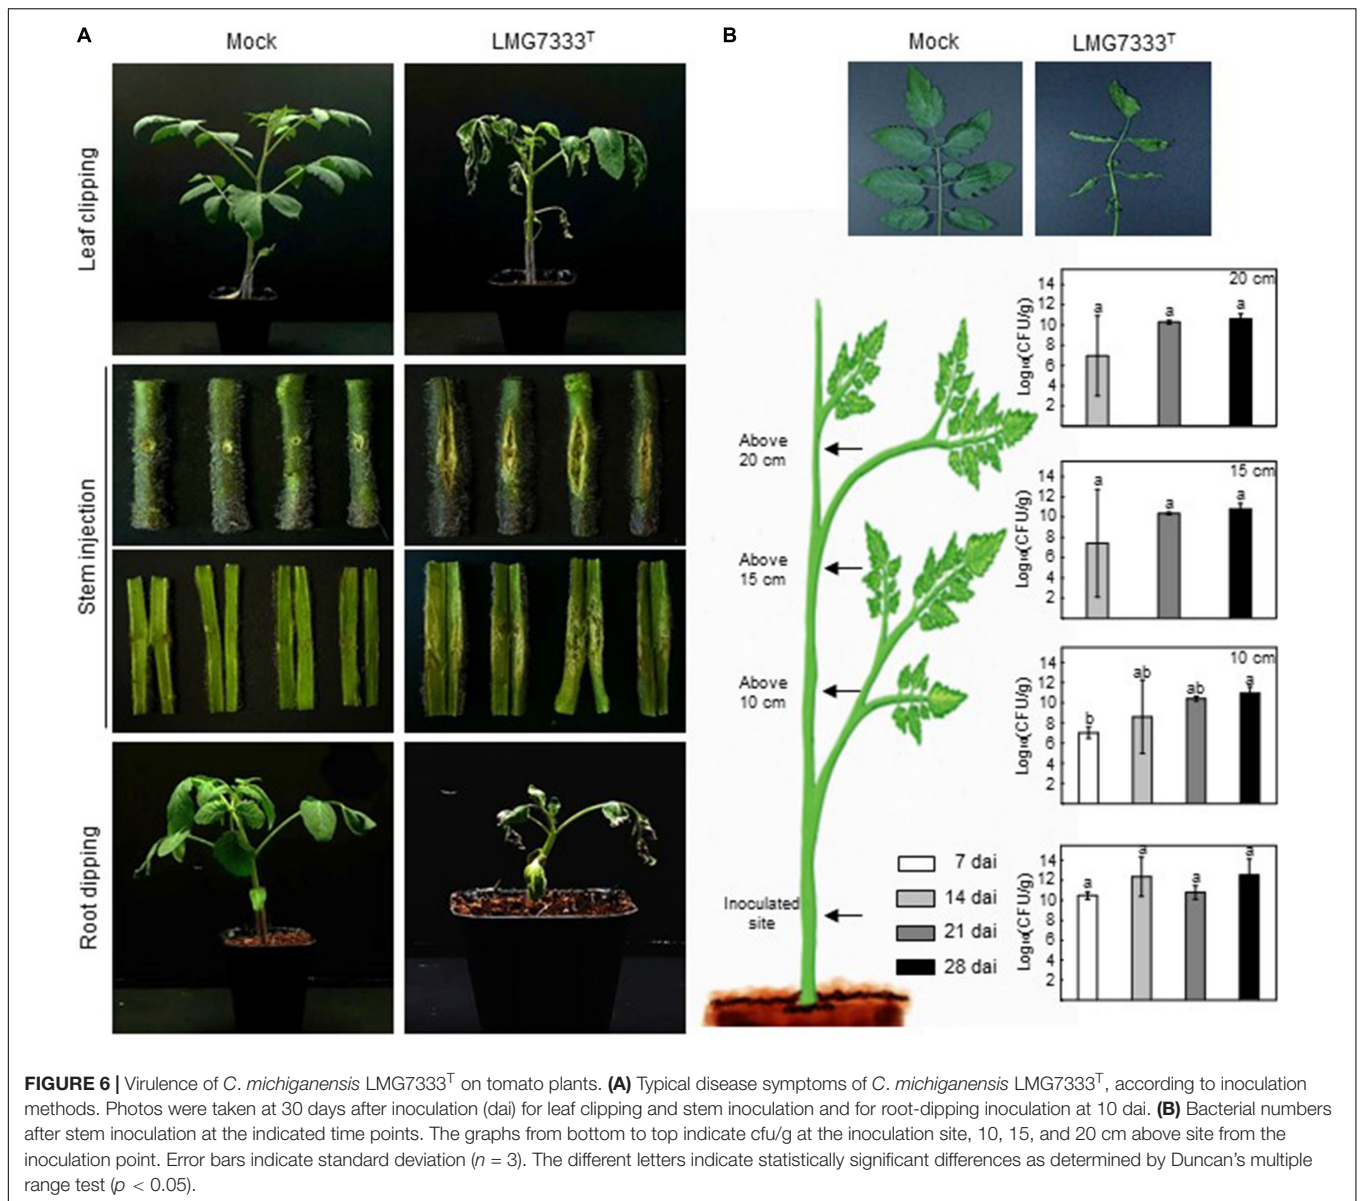 A
Mock
LMG7333ᵀ
Leaf clipping
Stem injection
Root dipping
B
Mock
LMG7333ᵀ
Above
20 cm
Above
15 cm
Above
10 cm
Inoculated
site
7 dai
14 dai
21 dai
28 dai
20 cm
Log₁₀(CFU/g)
14
12
10
8
6
4
2
a
a
a
15 cm
Log₁₀(CFU/g)
14
12
10
8
6
4
2
a
a
a
10 cm
Log₁₀(CFU/g)
14
12
10
8
6
4
2
b
ab
ab
a
Log₁₀(CFU/g)
14
12
10
8
6
4
2
a
a
a
a
FIGURE 6 | Virulence of C. michiganensis LMG7333ᵀ on tomato plants. (A) Typical disease symptoms of C. michiganensis LMG7333ᵀ, according to inoculation
methods. Photos were taken at 30 days after inoculation (dai) for leaf clipping and stem inoculation and for root-dipping inoculation at 10 dai. (B) Bacterial numbers
after stem inoculation at the indicated time points. The graphs from bottom to top indicate cfu/g at the inoculation site, 10, 15, and 20 cm above site from the
inoculation point. Error bars indicate standard deviation (n = 3). The different letters indicate statistically significant differences as determined by Duncan's multiple
range test (p < 0.05).